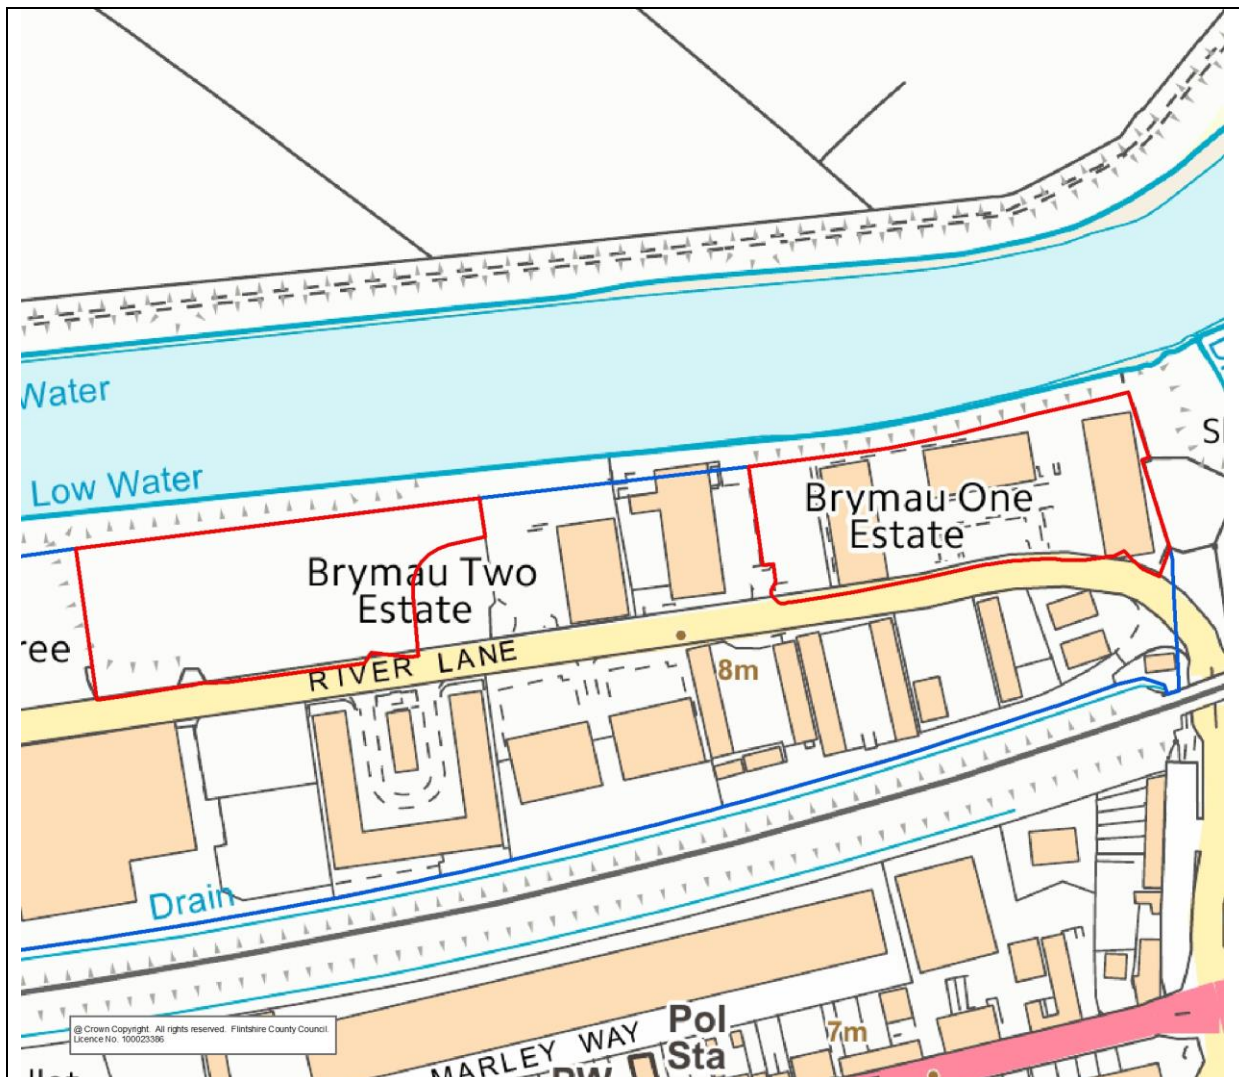 Water
Low Water
Brymau One
Estate
Brymau Two
Estate
ree
RIVER LANE
8m
Drain
@ Crown Copyright. All rights reserved. Flintshire County Council.
Licence No. 100023386
MARLEY WAY
Pol
Sta
7m
PW